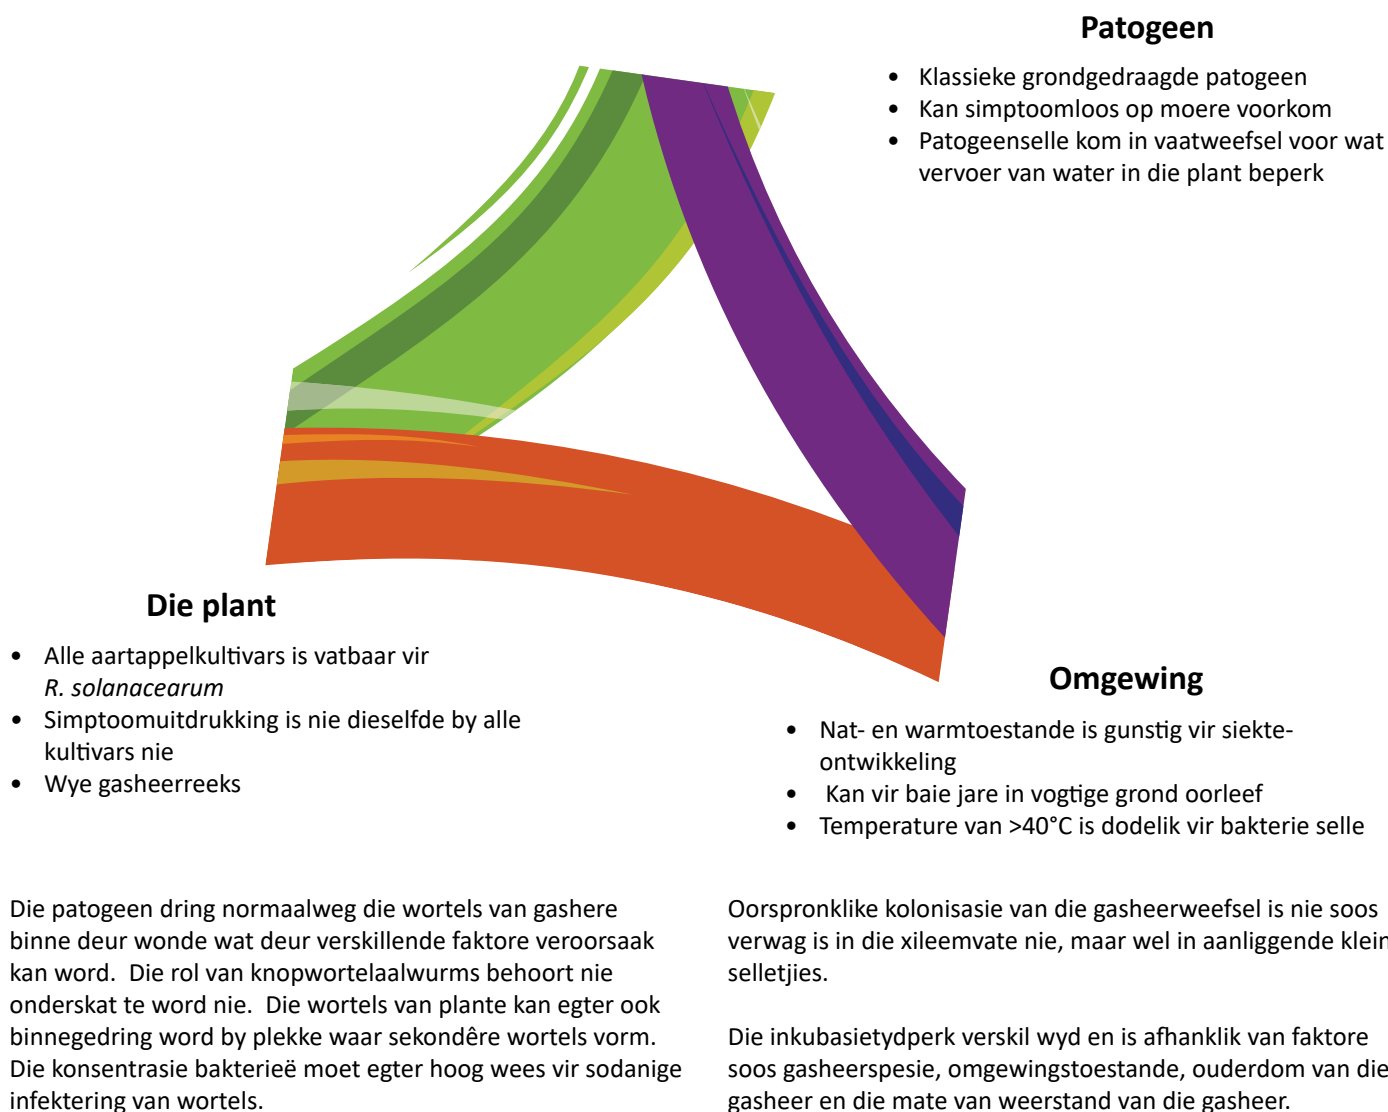 Patogeen
• Klassieke grondgedraagde patogeen
• Kan simptoomloos op moere voorkom
• Patogeenselle kom in vaatweefsel voor wat
vervoer van water in die plant beperk
Die plant
• Alle aartappelkultivars is vatbaar vir
R. solanacearum
• Simptoomuitdrukking is nie dieselfde by alle
kultivars nie
• Wye gasheerreeks
Omgewing
• Nat- en warmtoestande is gunstig vir siekte-
ontwikkeling
• Kan vir baie jare in vogtige grond oorleef
• Temperature van >40°C is dodelik vir bakterie selle
Die patogeen dring normaalweg die wortels van gashere
binne deur wonde wat deur verskillende faktore veroorsaak
kan word. Die rol van knopwortelaalwurms behoort nie
onderskat te word nie. Die wortels van plante kan egter ook
binnegedring word by plekke waar sekondêre wortels vorm.
Die konsentrasie bakterieë moet egter hoog wees vir sodanige
infektering van wortels.
Oorspronklike kolonisasie van die gasheerweefsel is nie soos
verwag is in die xileemvate nie, maar wel in aanliggende klein
selletjies.
Die inkubasietydperk verskil wyd en is afhanklik van faktore
soos gasheerspesie, omgewingstoestande, ouderdom van die
gasheer en die mate van weerstand van die gasheer.